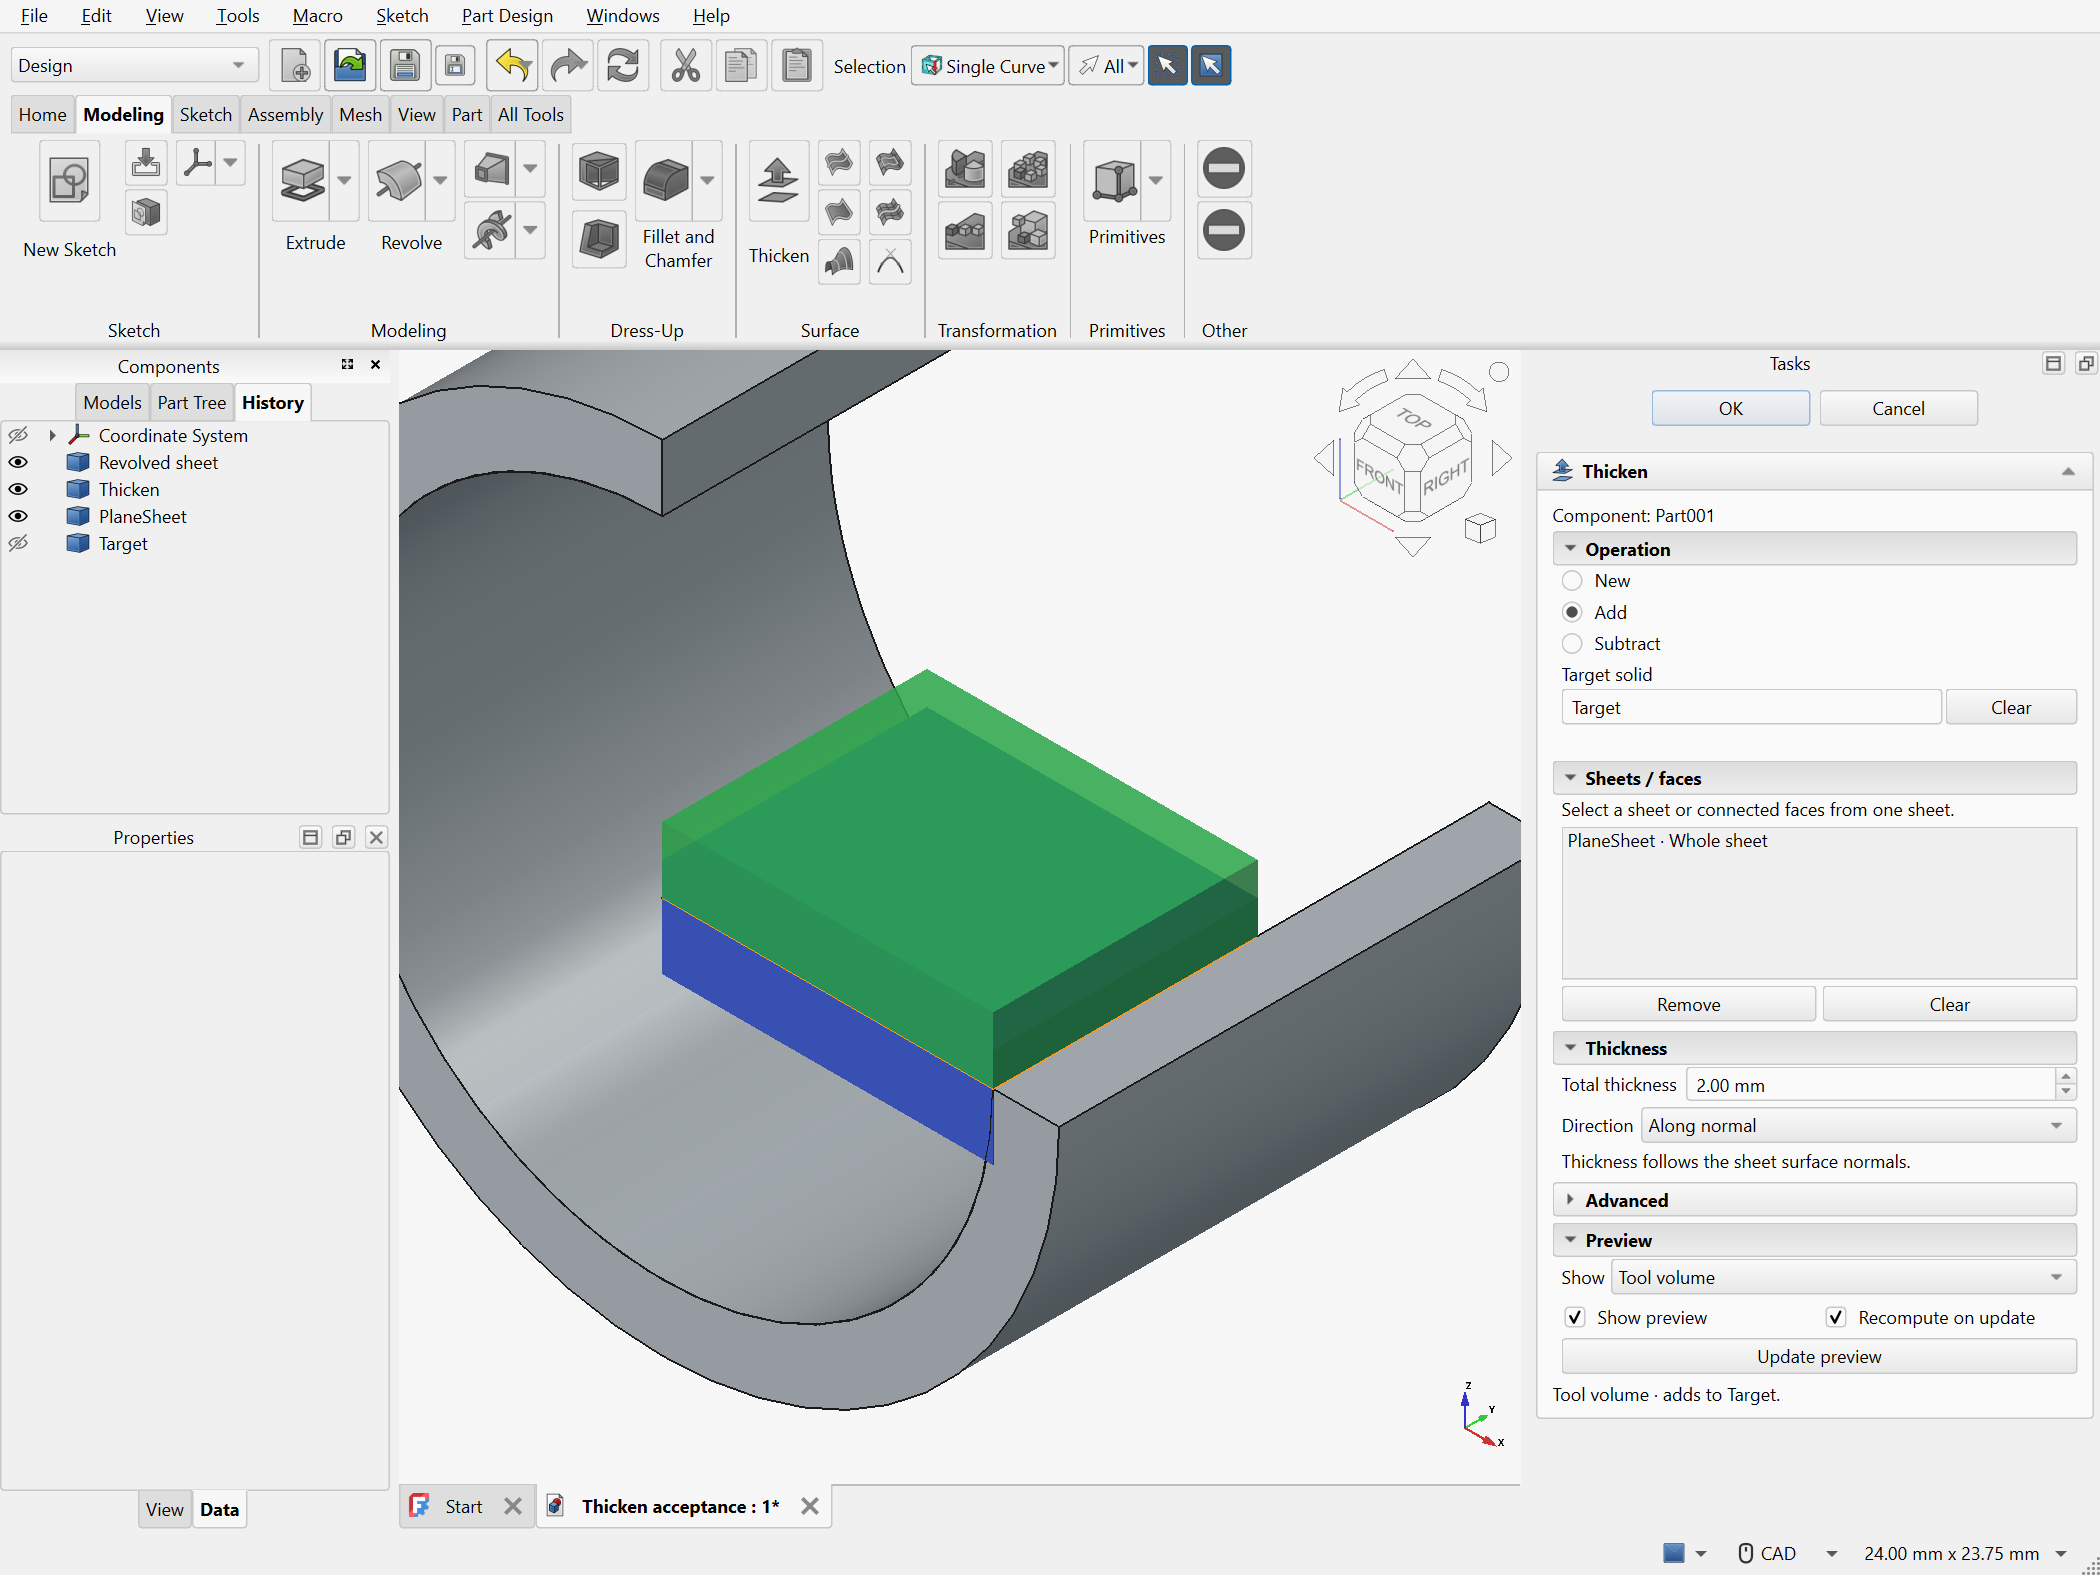 File Edit View Tools Macro Sketch Part Design Windows Help
Design Selection Single Curve All
Home Modeling Sketch Assembly Mesh View Part All Tools
New Sketch Extrude Revolve Fillet and Chamfer Thicken Primitives
Sketch Modeling Dress-Up Surface Transformation Primitives Other
Components
Models Part Tree History
Coordinate System
Revolved sheet
Thicken
PlaneSheet
Target
Properties
View Data
TOP
FRONT RIGHT
Z
Y
X
Start Thicken acceptance : 1*
Tasks
OK Cancel
Thicken
Component: Part001
Operation
New
Add
Subtract
Target solid
Target Clear
Sheets / faces
Select a sheet or connected faces from one sheet.
PlaneSheet · Whole sheet
Remove Clear
Thickness
Total thickness 2.00 mm
Direction Along normal
Thickness follows the sheet surface normals.
Advanced
Preview
Show Tool volume
Show preview Recompute on update
Update preview
Tool volume · adds to Target.
CAD 24.00 mm x 23.75 mm